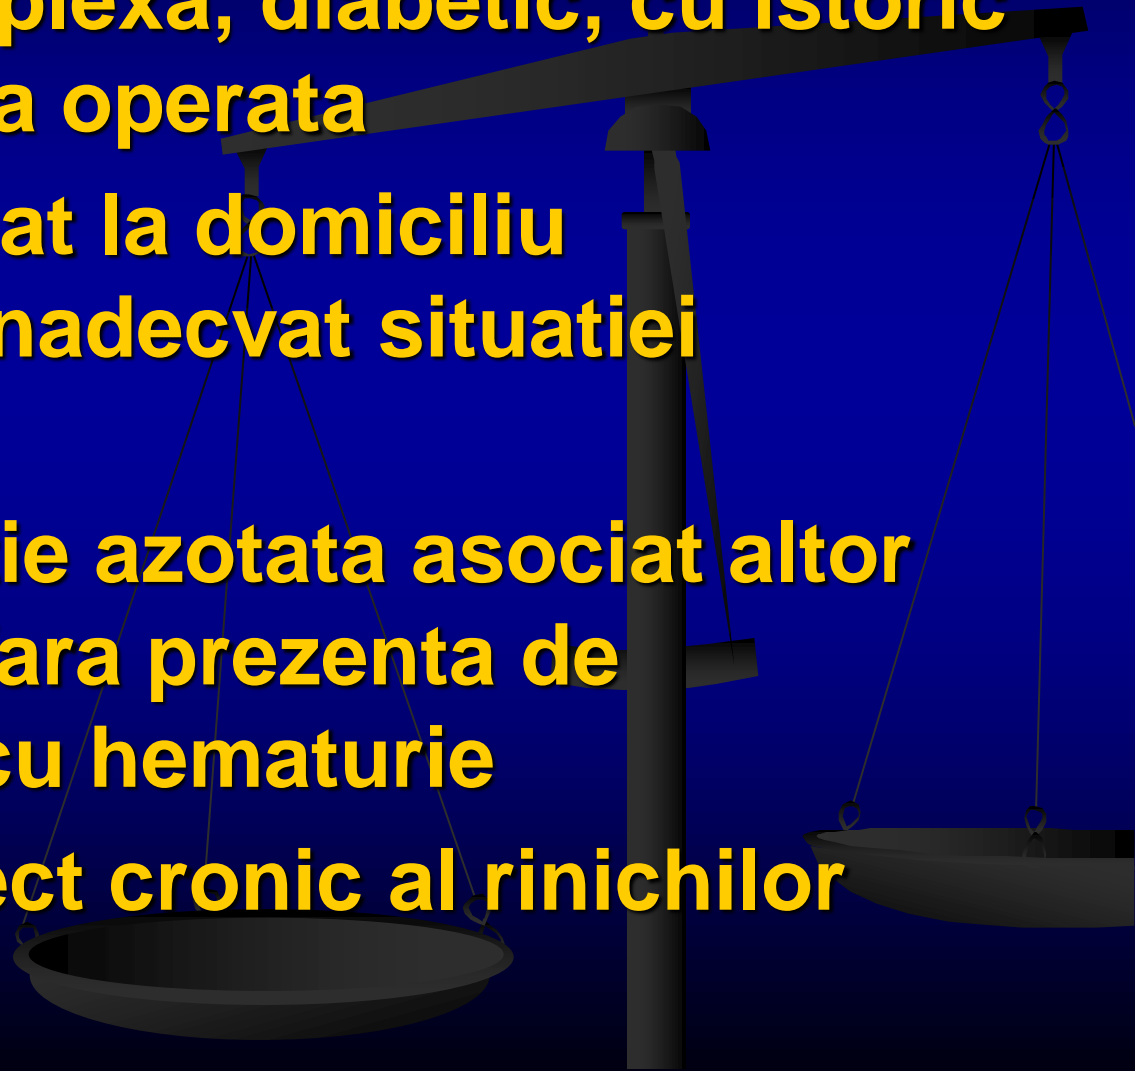 plexa, diabetic, cu istoric
a operata
at la domiciliu
nadecvat situatiei
ie azotata asociat altor
ara prezenta de
cu hematurie
ect cronic al rinichilor